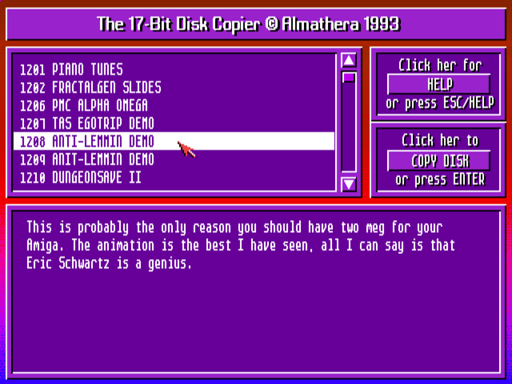 The 17-Bit Disk Copier © Almathera 1993
1201 PIANO TUNES
1202 FRACTALGEN SLIDES
1206 PMC ALPHA OMEGA
1207 TAS EGOTRIP DEMO
1208 ANTI-LEMMIN DEMO
1209 ANIT-LEMMIN DEMO
1210 DUNGEONSAVE II
Click her for
HELP
or press ESC/HELP
Click her to
COPY DISK
or press ENTER
This is probably the only reason you should have two meg for your
Amiga. The animation is the best I have seen, all I can say is that
Eric Schwartz is a genius.